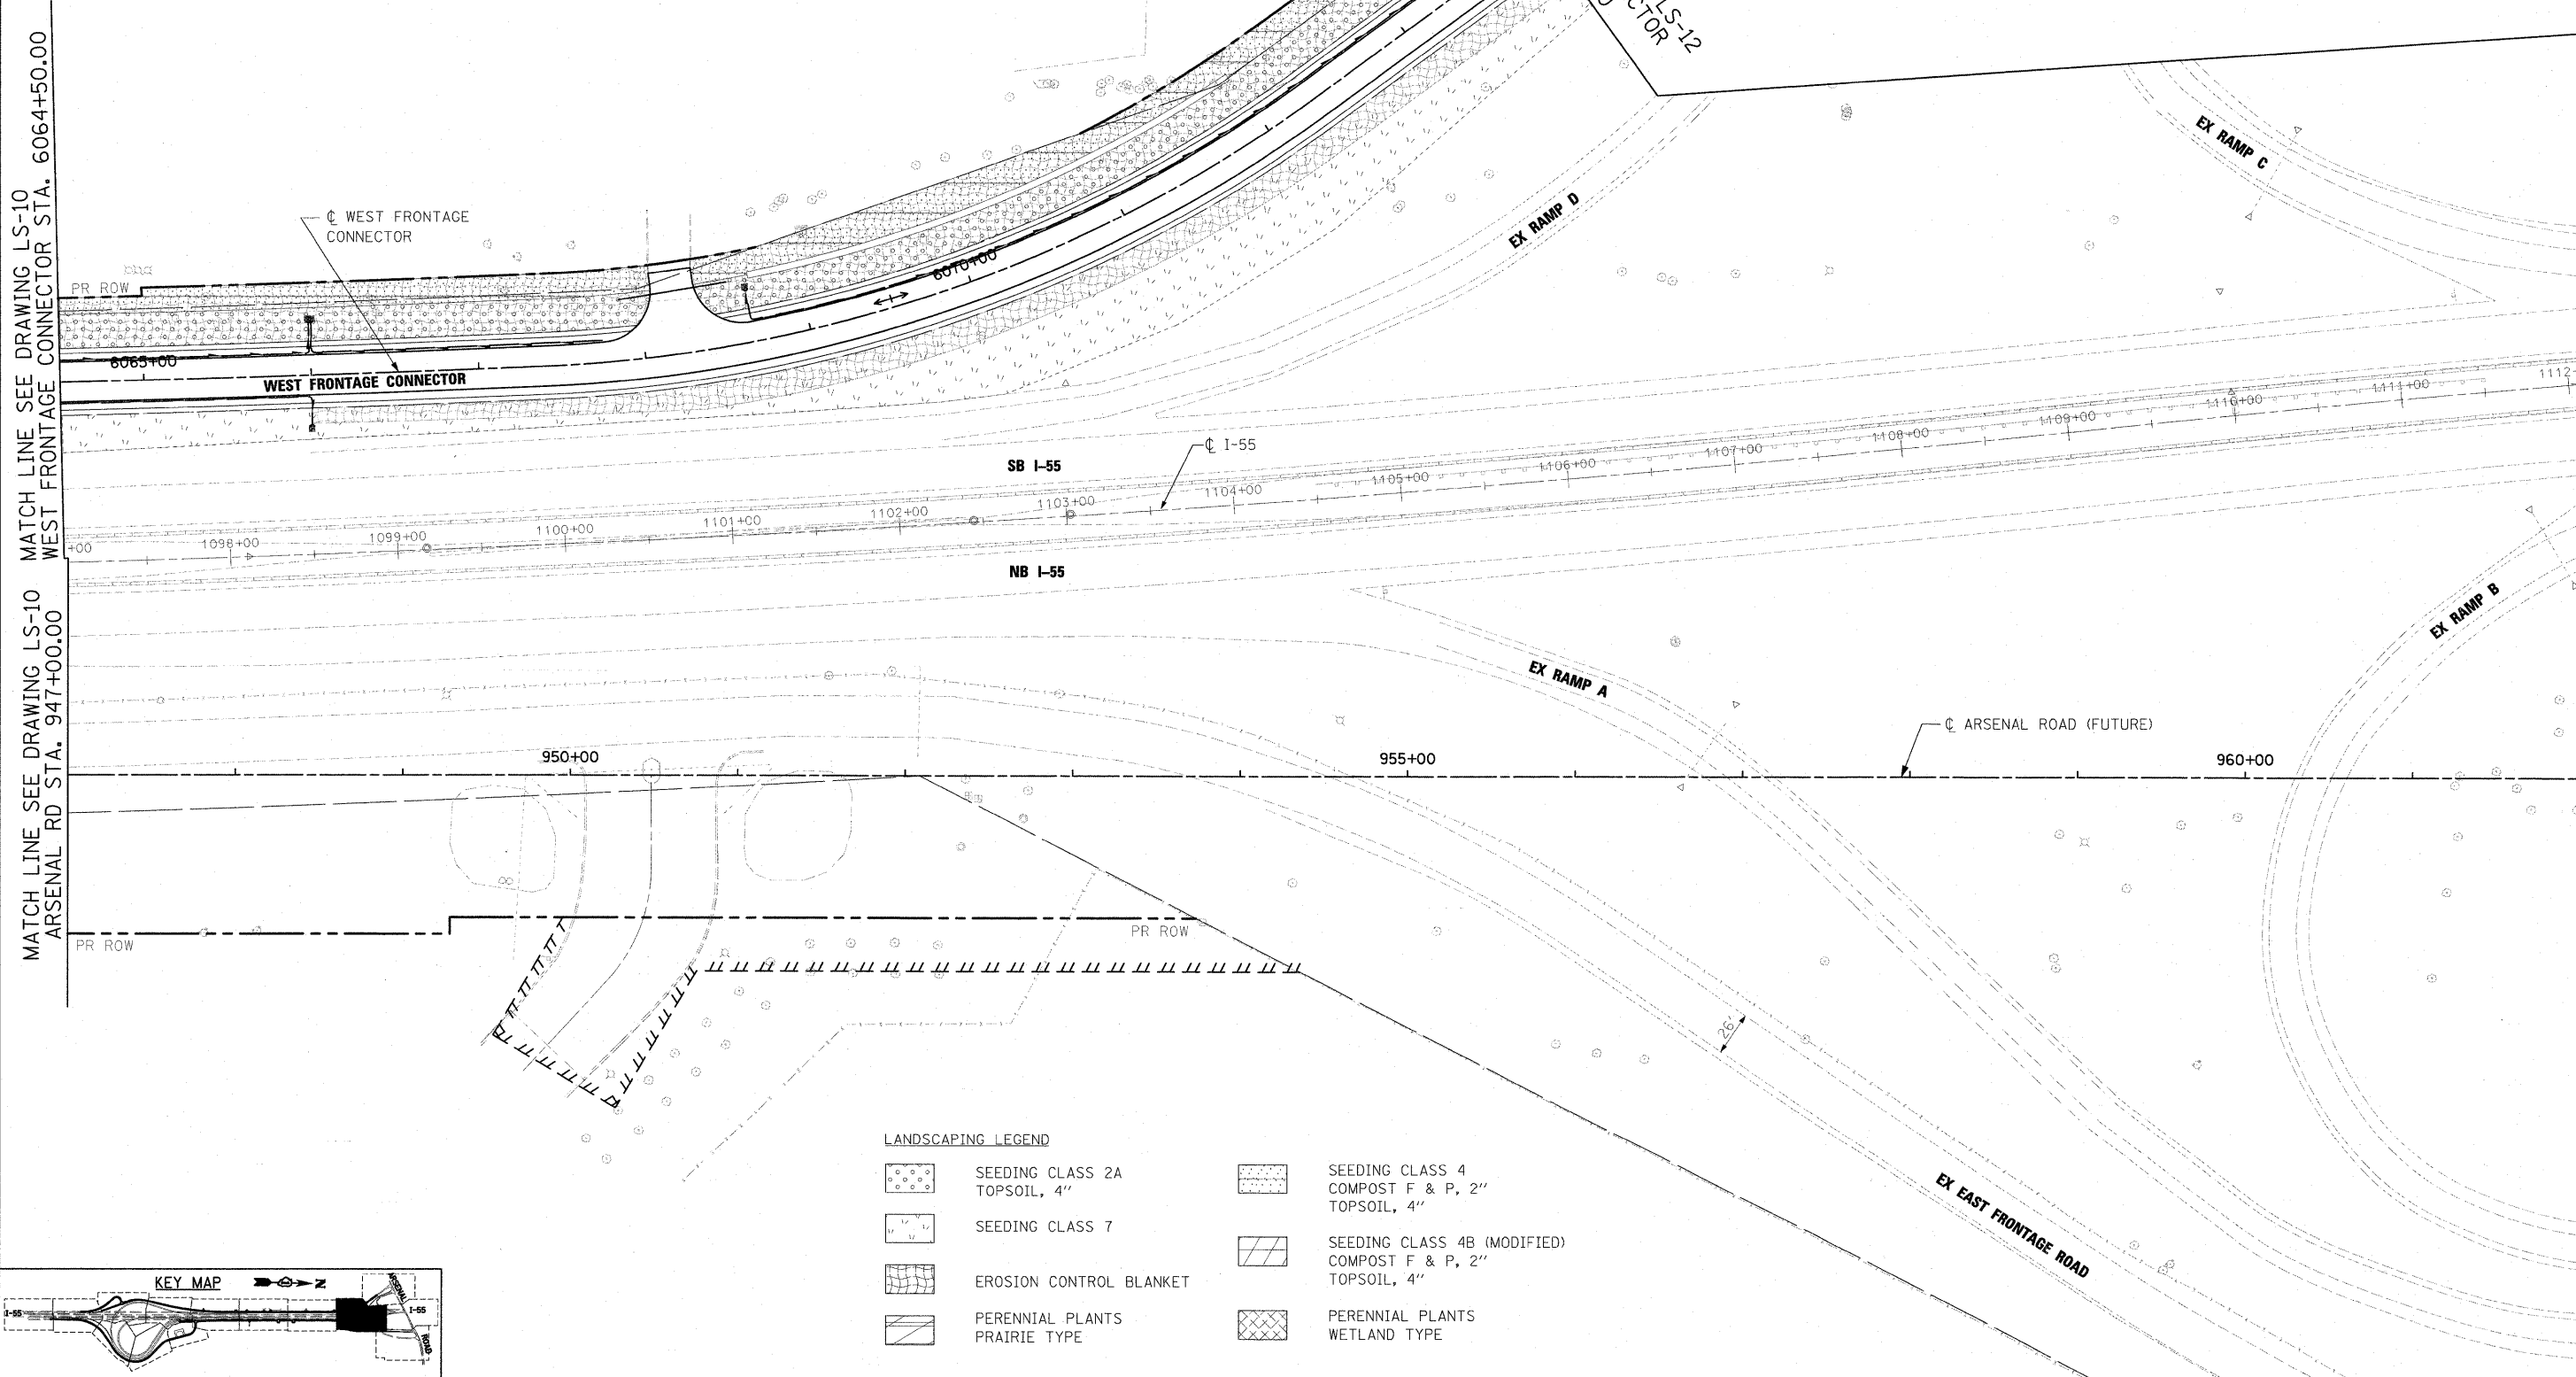 MATCH LINE SEE DRAWING LS-10
WEST FRONTAGE CONNECTOR STA. 6064+50.00
MATCH LINE SEE DRAWING LS-10
ARSENAL RD STA. 947+00.00
LS-12
CTOR
℄ WEST FRONTAGE
CONNECTOR
PR ROW
6065+00
WEST FRONTAGE CONNECTOR
6070+00
EX RAMP D
EX RAMP C
SB I-55
℄ I-55
+00
1098+00
1099+00
1100+00
1101+00
1102+00
1103+00
1104+00
1105+00
1106+00
1107+00
1108+00
1109+00
1110+00
1111+00
1112
NB I-55
EX RAMP A
EX RAMP B
℄ ARSENAL ROAD (FUTURE)
950+00
955+00
960+00
PR ROW
PR ROW
26'
EX EAST FRONTAGE ROAD
LANDSCAPING LEGEND
SEEDING CLASS 2A
TOPSOIL, 4"
SEEDING CLASS 7
EROSION CONTROL BLANKET
PERENNIAL PLANTS
PRAIRIE TYPE
SEEDING CLASS 4
COMPOST F & P, 2"
TOPSOIL, 4"
SEEDING CLASS 4B (MODIFIED)
COMPOST F & P, 2"
TOPSOIL, 4"
PERENNIAL PLANTS
WETLAND TYPE
KEY MAP
N
I-55
ARSENAL
I-55
ROAD